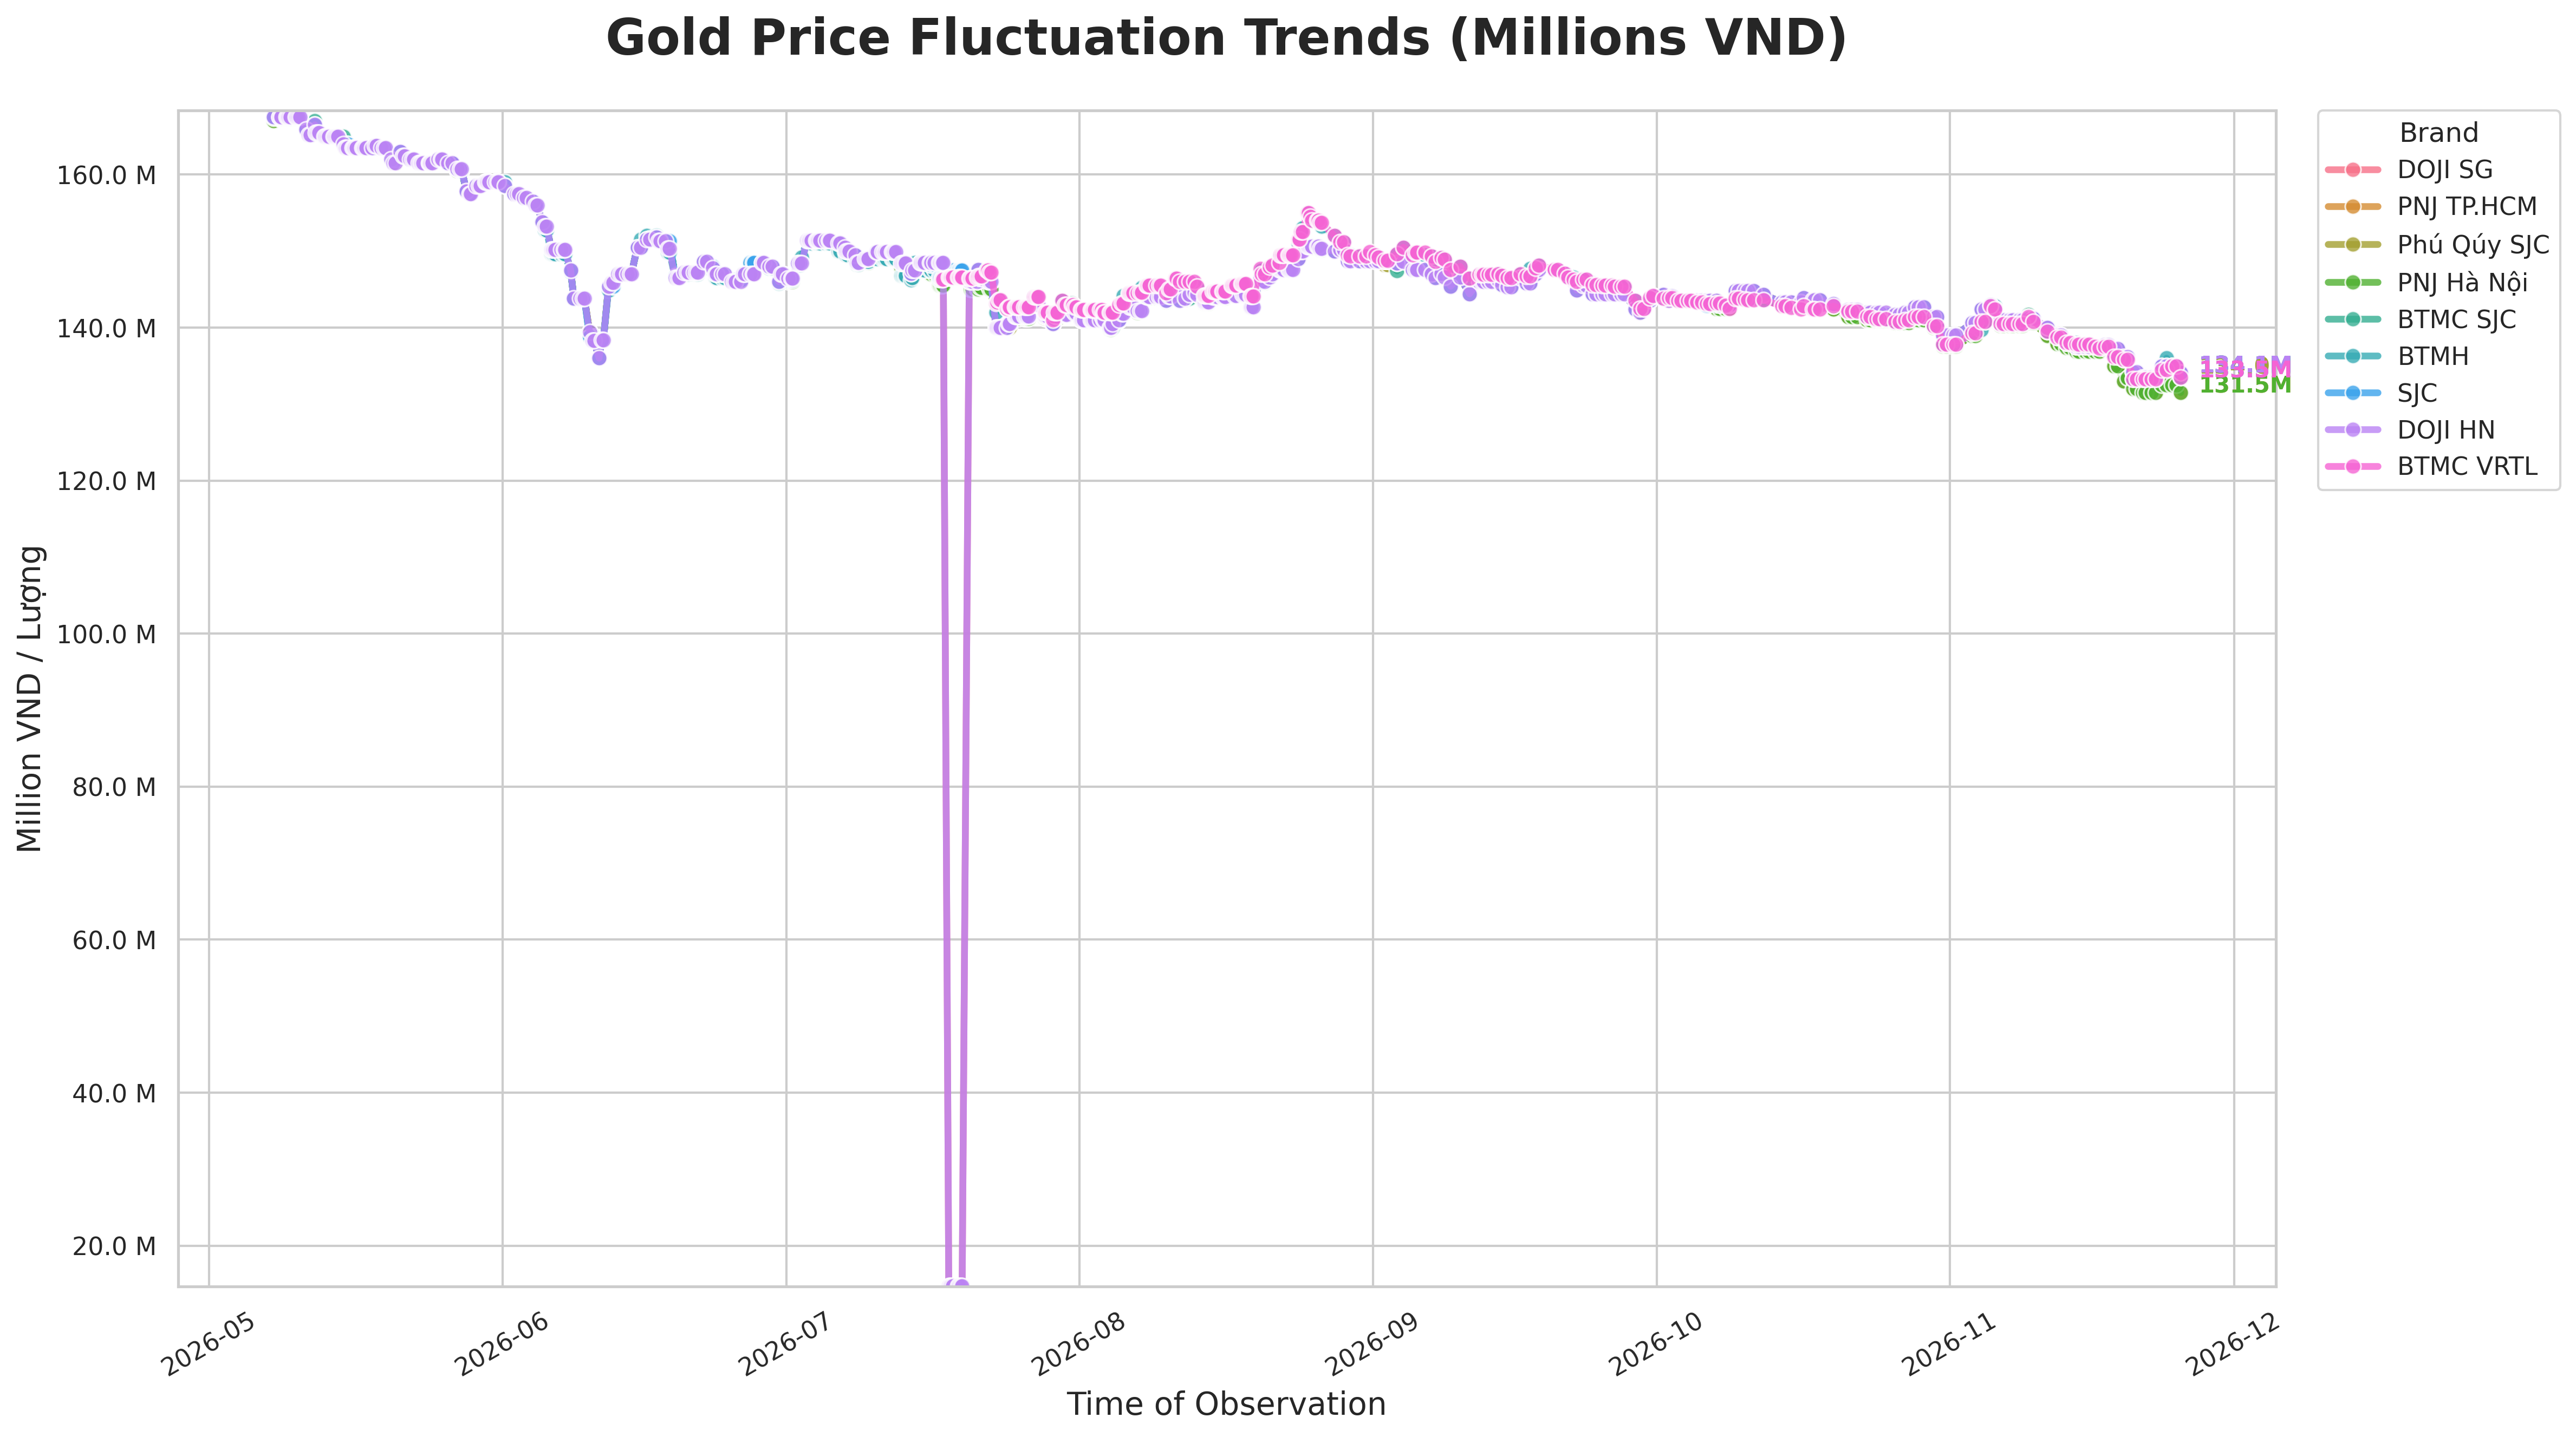 Gold Price Fluctuation Trends (Millions VND)
Million VND / Lượng
160.0 M
140.0 M
120.0 M
100.0 M
80.0 M
60.0 M
40.0 M
20.0 M
131.5M
Brand
DOJI SG
PNJ TP.HCM
Phú Qúy SJC
PNJ Hà Nội
BTMC SJC
BTMH
SJC
DOJI HN
BTMC VRTL
2026-05
2026-06
2026-07
2026-08
2026-09
2026-10
2026-11
2026-12
Time of Observation